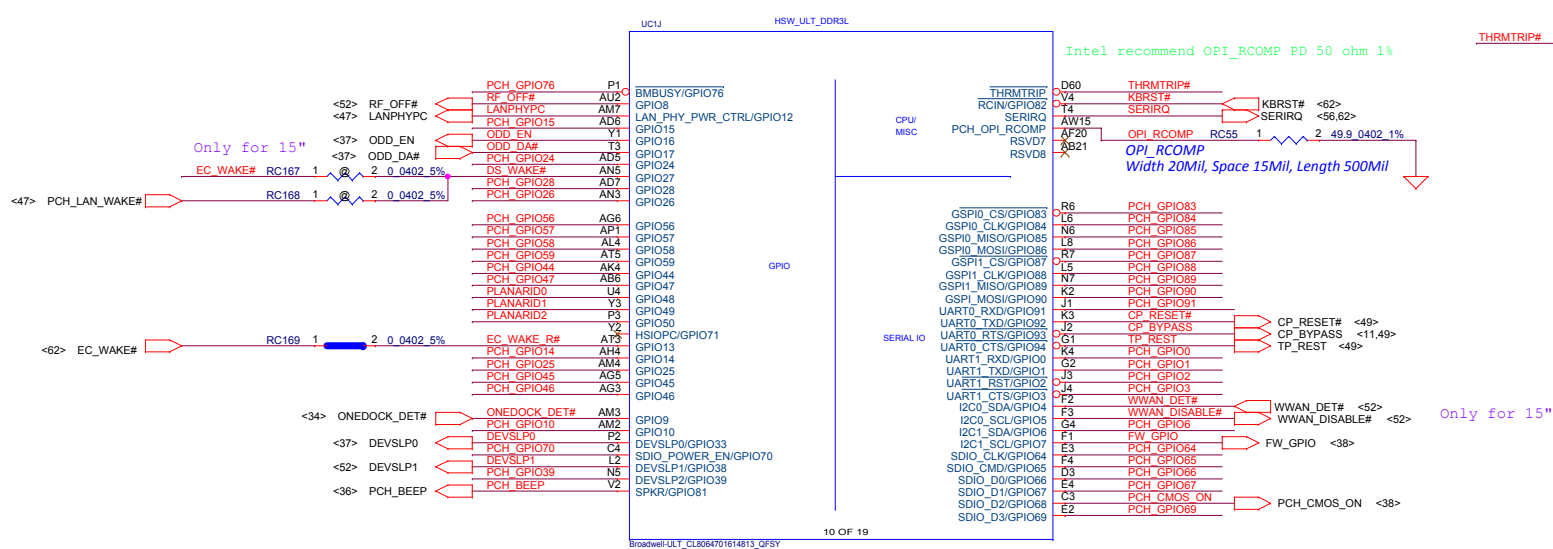 UC1J
HSW_ULT_DDR3L
THRMTRIP#
Intel recommend OPI_RCOMP PD 50 ohm 1%
PCH_GPIO76 P1 BMBUSY/GPIO76
<52> RF_OFF# RF_OFF# AU2 GPIO8
<47> LANPHYPC LANPHYPC AM7 LAN_PHY_PWR_CTRL/GPIO12
PCH_GPIO15 AD6 GPIO15
<37> ODD_EN ODD_EN Y1 GPIO16
Only for 15"
<37> ODD_DA# ODD_DA# T3 GPIO17
PCH_GPIO24 AD5 GPIO24
EC_WAKE# RC167 1 @ 2 0_0402_5% DS_WAKE# AN5 GPIO27
PCH_GPIO28 AD7 GPIO28
<47> PCH_LAN_WAKE# RC168 1 @ 2 0_0402_5% PCH_GPIO26 AN3 GPIO26
PCH_GPIO56 AG6 GPIO56
PCH_GPIO57 AP1 GPIO57
PCH_GPIO58 AL4 GPIO58
PCH_GPIO59 AT5 GPIO59
PCH_GPIO44 AK4 GPIO44
PCH_GPIO47 AB6 GPIO47
PLANARID0 U4 GPIO48
PLANARID1 Y3 GPIO49
PLANARID2 P3 GPIO50
Y2 HSIOPC/GPIO71
<62> EC_WAKE# RC169 1 2 0_0402_5% EC_WAKE_R# AT3 GPIO13
PCH_GPIO14 AH4 GPIO14
PCH_GPIO25 AM4 GPIO25
PCH_GPIO45 AG5 GPIO45
PCH_GPIO46 AG3 GPIO46
<34> ONEDOCK_DET# ONEDOCK_DET# AM3 GPIO9
PCH_GPIO10 AM2 GPIO10
<37> DEVSLP0 DEVSLP0 P2 DEVSLP0/GPIO33
PCH_GPIO70 C4 SDIO_POWER_EN/GPIO70
<52> DEVSLP1 DEVSLP1 L2 DEVSLP1/GPIO38
PCH_GPIO39 N5 DEVSLP2/GPIO39
<36> PCH_BEEP PCH_BEEP V2 SPKR/GPIO81
CPU/
MISC
GPIO
SERIAL IO
THRMTRIP D60 THRMTRIP#
RCIN/GPIO82 V4 KBRST# KBRST# <62>
SERIRQ T4 SERIRQ SERIRQ <56,62>
PCH_OPI_RCOMP AW15 OPI_RCOMP RC55 1 2 49.9_0402_1%
RSVD7 AF20
RSVD8 AB21
OPI_RCOMP
Width 20Mil, Space 15Mil, Length 500Mil
GSPI0_CS/GPIO83 R6 PCH_GPIO83
GSPI0_CLK/GPIO84 L6 PCH_GPIO84
GSPI0_MISO/GPIO85 N6 PCH_GPIO85
GSPI0_MOSI/GPIO86 L8 PCH_GPIO86
GSPI1_CS/GPIO87 R7 PCH_GPIO87
GSPI1_CLK/GPIO88 L5 PCH_GPIO88
GSPI1_MISO/GPIO89 N7 PCH_GPIO89
GSPI_MOSI/GPIO90 K2 PCH_GPIO90
UART0_RXD/GPIO91 J1 PCH_GPIO91
UART0_TXD/GPIO92 K3 CP_RESET# CP_RESET# <49>
UART0_RTS/GPIO93 J2 CP_BYPASS CP_BYPASS <11,49>
UART0_CTS/GPIO94 G1 TP_REST TP_REST <49>
UART1_RXD/GPIO0 K4 PCH_GPIO0
UART1_TXD/GPIO1 G2 PCH_GPIO1
UART1_RST/GPIO2 J3 PCH_GPIO2
UART1_CTS/GPIO3 J4 PCH_GPIO3
I2C0_SDA/GPIO4 F2 WWAN_DET# WWAN_DET# <52>
I2C0_SCL/GPIO5 F3 WWAN_DISABLE# WWAN_DISABLE# <52>
Only for 15"
I2C1_SDA/GPIO6 G4 PCH_GPIO6
I2C1_SCL/GPIO7 F1 FW_GPIO FW_GPIO <38>
SDIO_CLK/GPIO64 E3 PCH_GPIO64
SDIO_CMD/GPIO65 F4 PCH_GPIO65
SDIO_D0/GPIO66 D3 PCH_GPIO66
SDIO_D1/GPIO67 E4 PCH_GPIO67
SDIO_D2/GPIO68 C3 PCH_CMOS_ON PCH_CMOS_ON <38>
SDIO_D3/GPIO69 E2 PCH_GPIO69
10 OF 19
Broadwell-ULT_CL8064701614813_QFSY